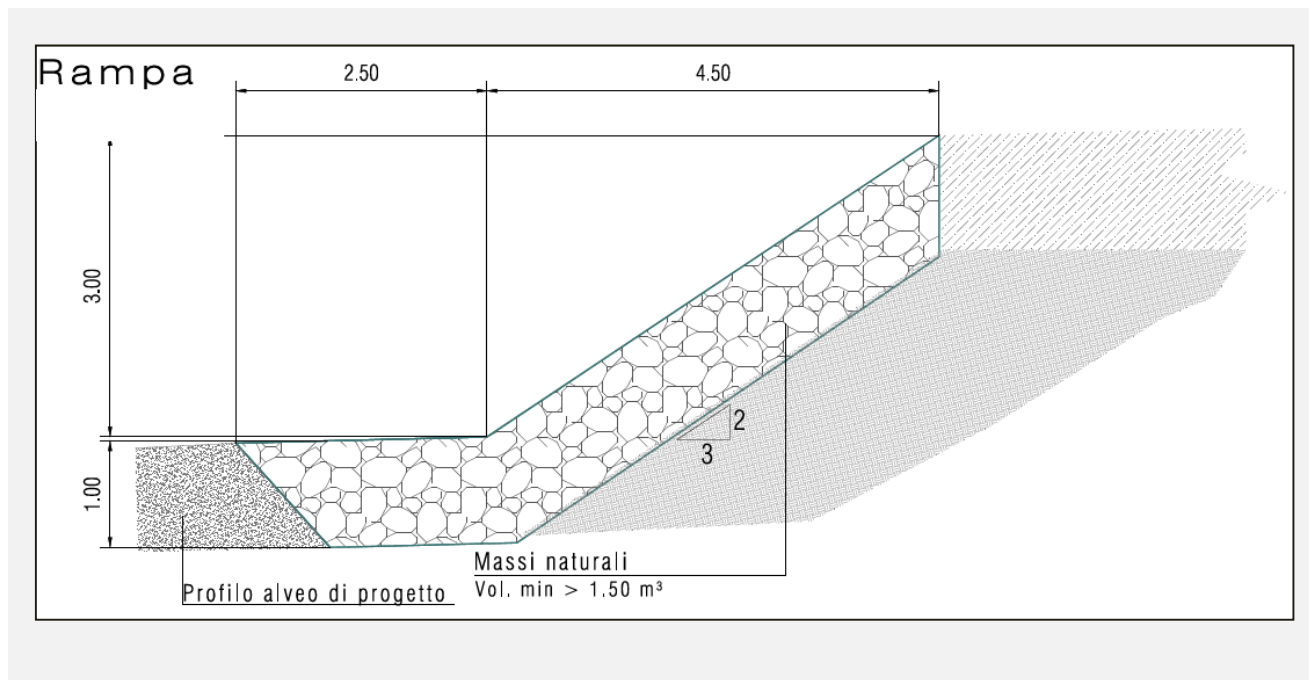 Rampa
2.50
4.50
3.00
1.00
2
3
Massi naturali
Vol. min > 1.50 m³
Profilo alveo di progetto